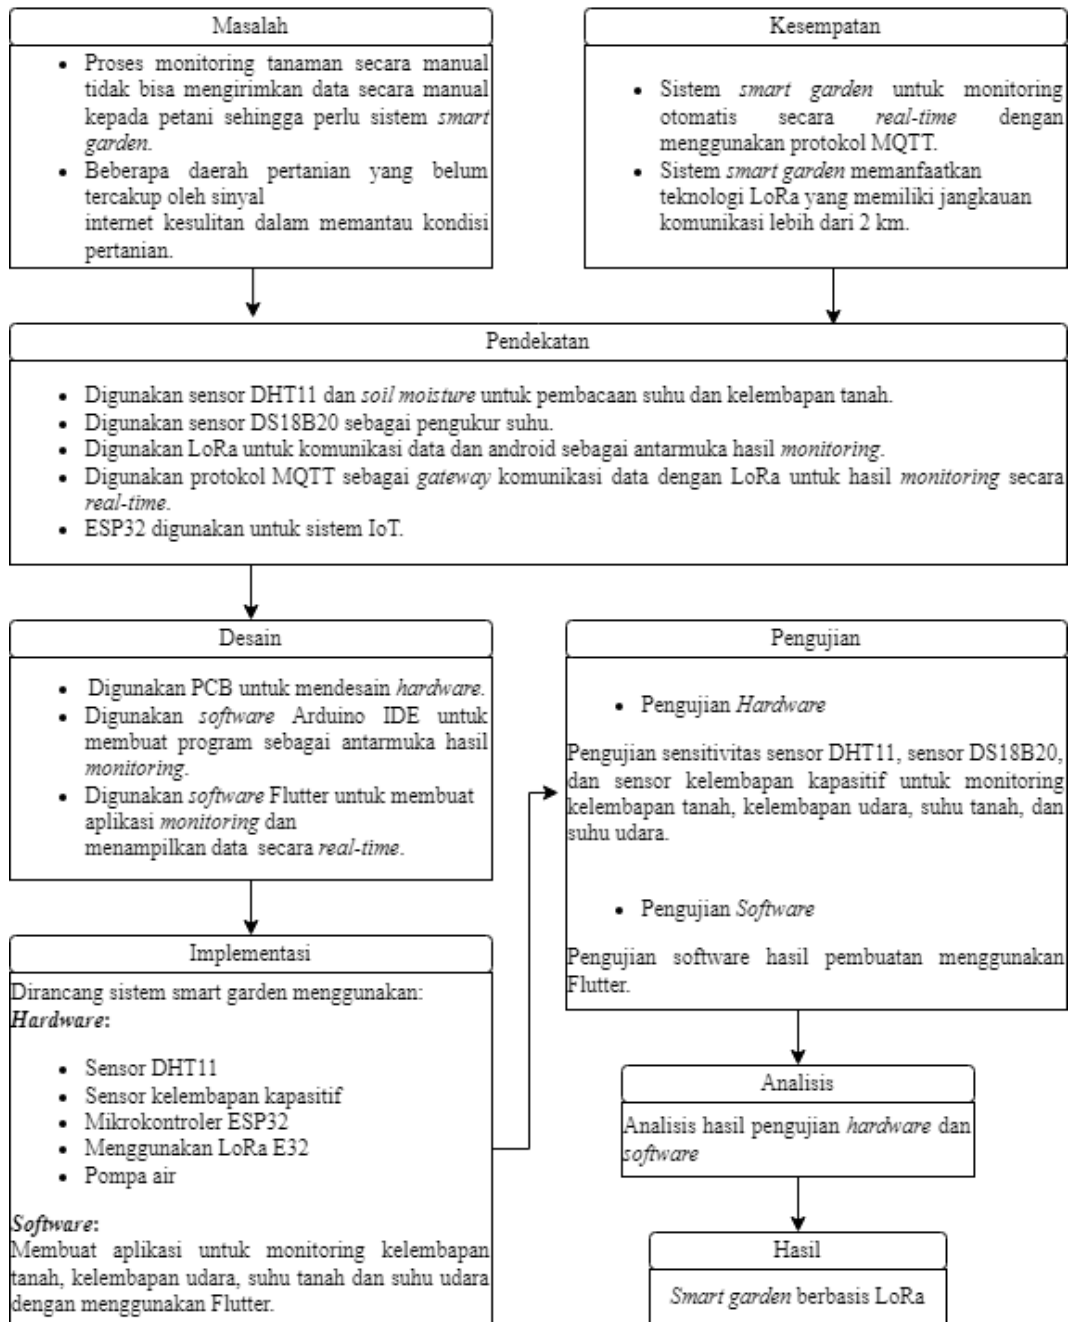 Masalah
• Proses monitoring tanaman secara manual
tidak bisa mengirimkan data secara manual
kepada petani sehingga perlu sistem smart
garden.
• Beberapa daerah pertanian yang belum
tercakup oleh sinyal
internet kesulitan dalam memantau kondisi
pertanian.
Kesempatan
• Sistem smart garden untuk monitoring
otomatis secara real-time dengan
menggunakan protokol MQTT.
• Sistem smart garden memanfaatkan
teknologi LoRa yang memiliki jangkauan
komunikasi lebih dari 2 km.
Pendekatan
• Digunakan sensor DHT11 dan soil moisture untuk pembacaan suhu dan kelembapan tanah.
• Digunakan sensor DS18B20 sebagai pengukur suhu.
• Digunakan LoRa untuk komunikasi data dan android sebagai antarmuka hasil monitoring.
• Digunakan protokol MQTT sebagai gateway komunikasi data dengan LoRa untuk hasil monitoring secara
real-time.
• ESP32 digunakan untuk sistem IoT.
Desain
• Digunakan PCB untuk mendesain hardware.
• Digunakan software Arduino IDE untuk
membuat program sebagai antarmuka hasil
monitoring.
• Digunakan software Flutter untuk membuat
aplikasi monitoring dan
menampilkan data secara real-time.
Implementasi
Dirancang sistem smart garden menggunakan:
Hardware:
• Sensor DHT11
• Sensor kelembapan kapasitif
• Mikrokontroler ESP32
• Menggunakan LoRa E32
• Pompa air
Software:
Membuat aplikasi untuk monitoring kelembapan
tanah, kelembapan udara, suhu tanah dan suhu udara
dengan menggunakan Flutter.
Pengujian
• Pengujian Hardware
Pengujian sensitivitas sensor DHT11, sensor DS18B20,
dan sensor kelembapan kapasitif untuk monitoring
kelembapan tanah, kelembapan udara, suhu tanah, dan
suhu udara.
• Pengujian Software
Pengujian software hasil pembuatan menggunakan
Flutter.
Analisis
Analisis hasil pengujian hardware dan
software
Hasil
Smart garden berbasis LoRa